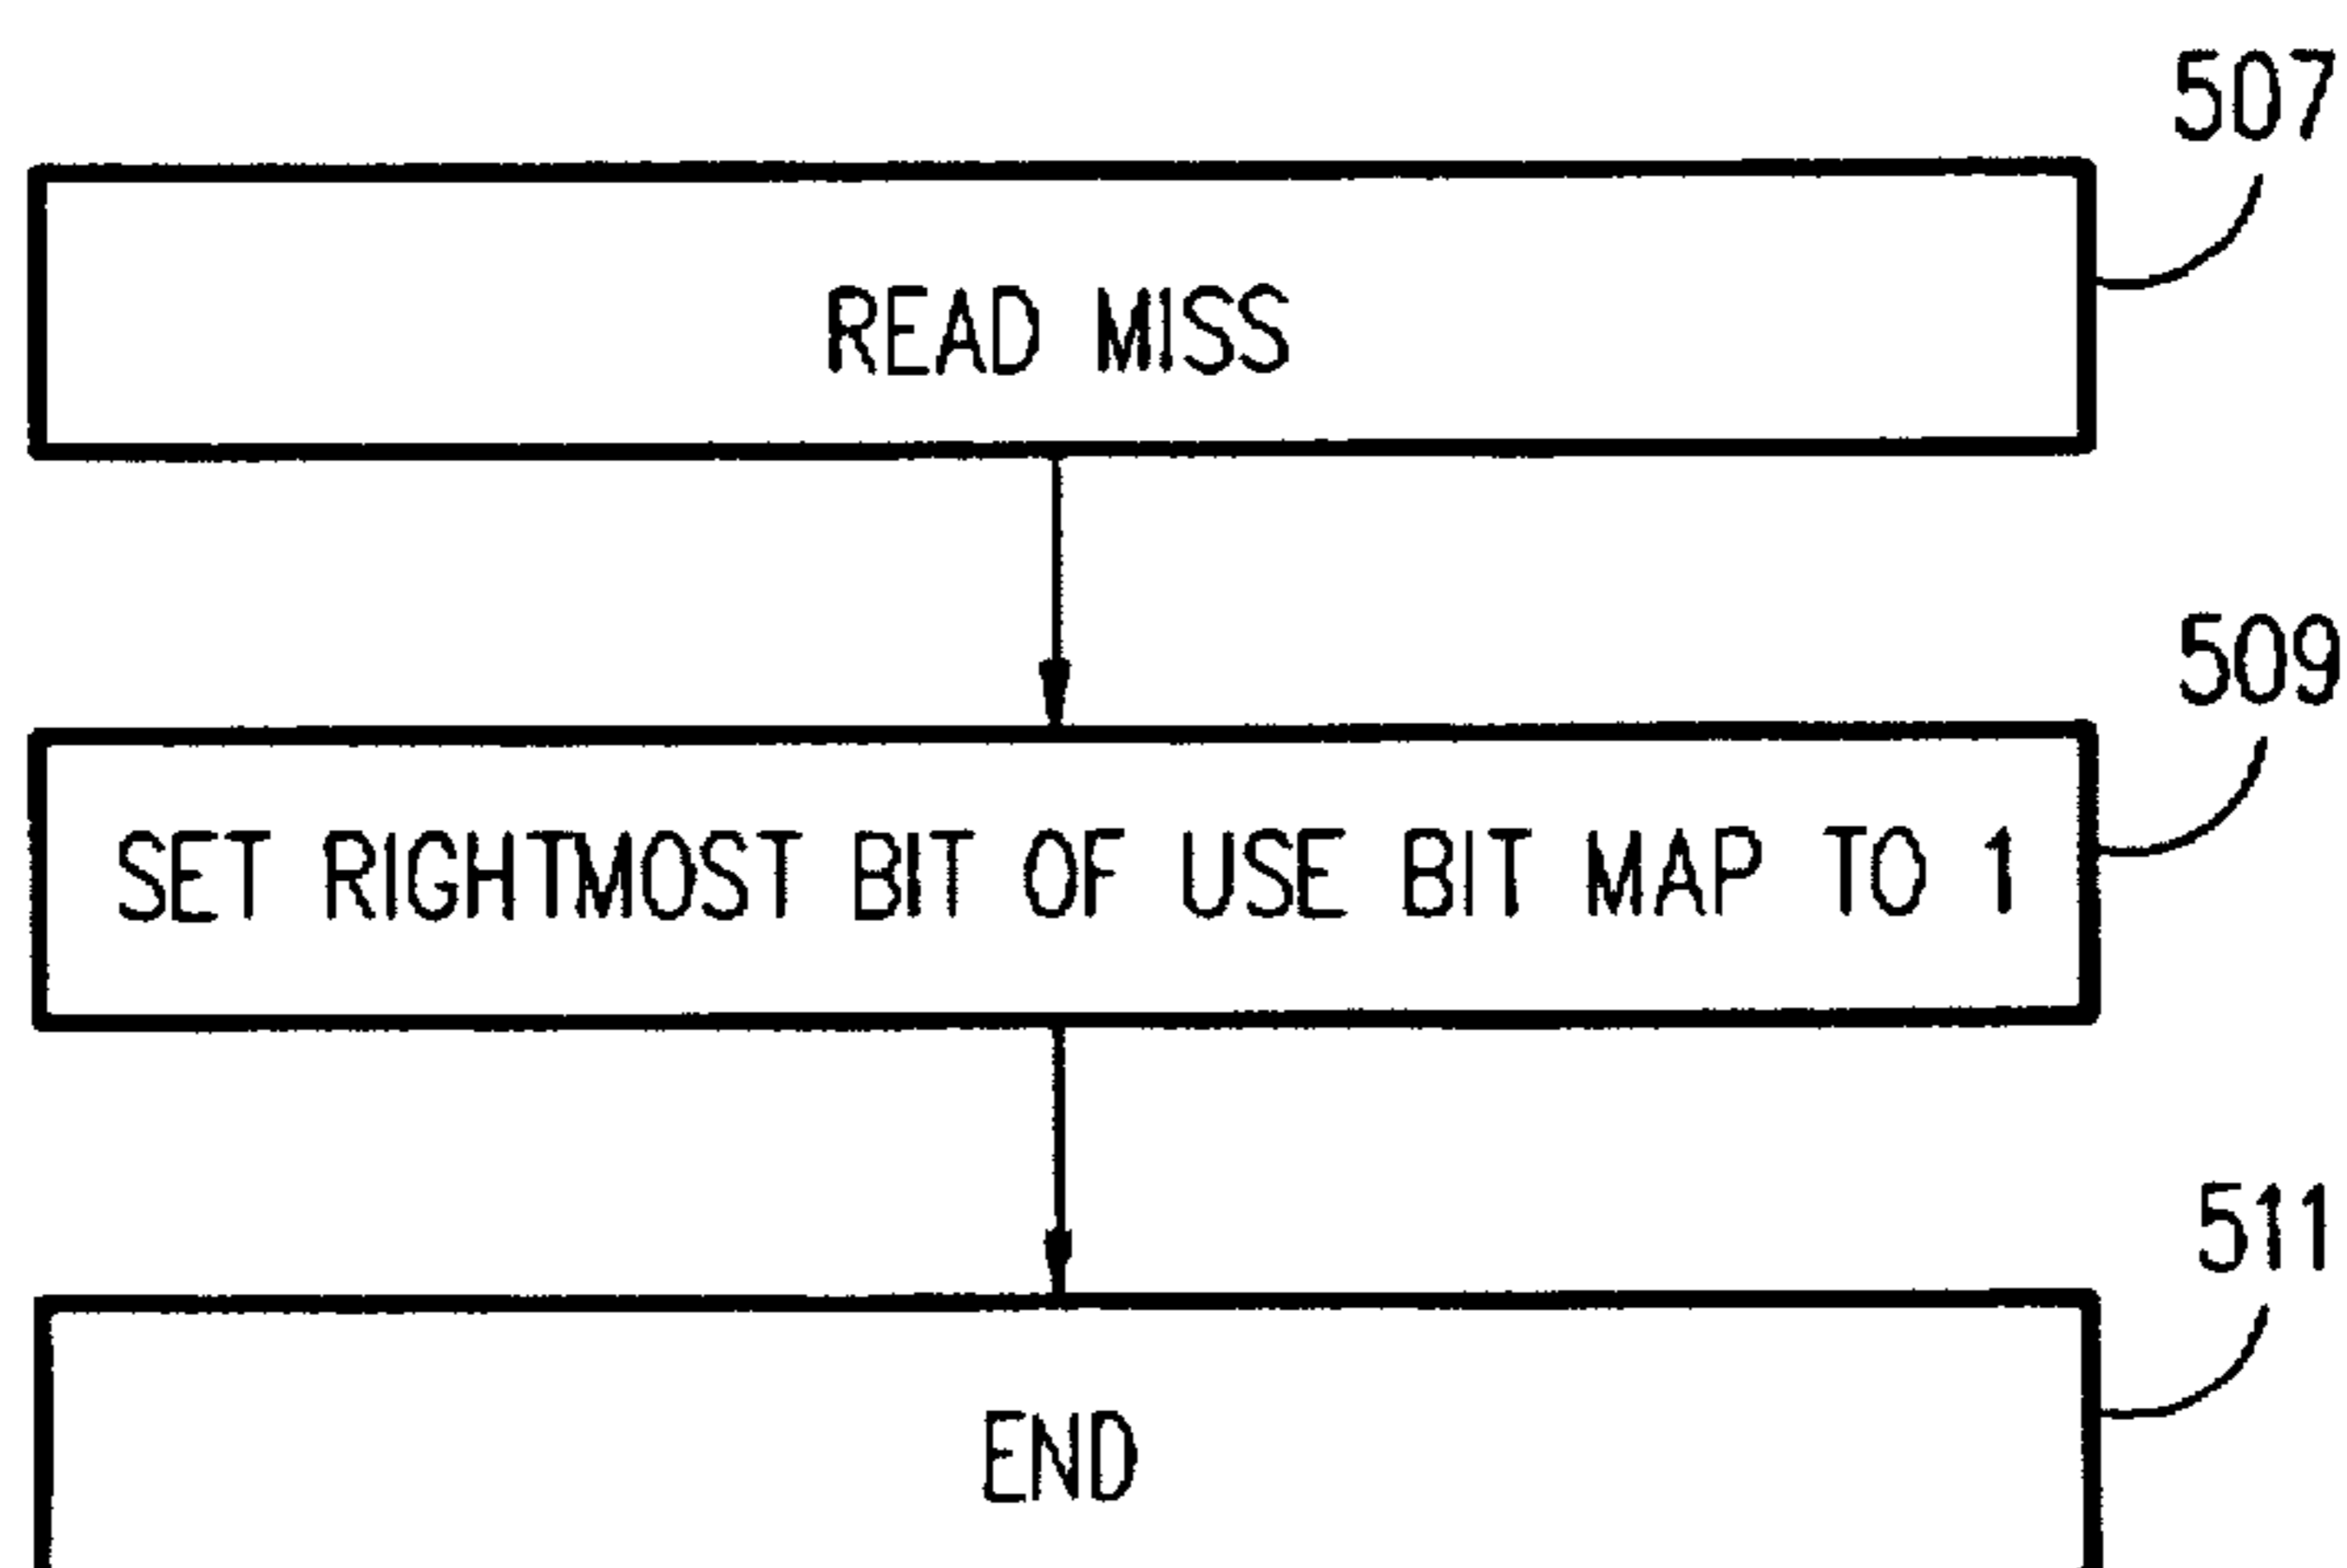 507
READ MISS
509
SET RIGHTMOST BIT OF USE BIT MAP TO 1
511
END